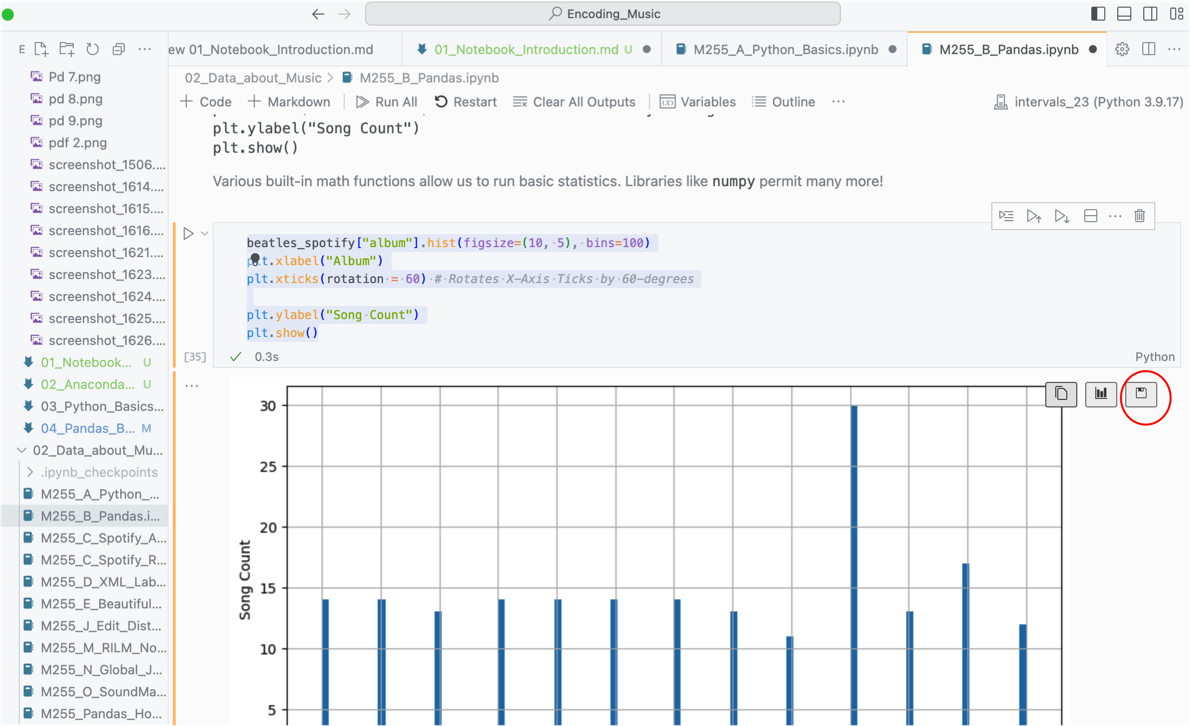 Encoding_Music
E
ew 01_Notebook_Introduction.md
01_Notebook_Introduction.md U
M255_A_Python_Basics.ipynb
M255_B_Pandas.ipynb
02_Data_about_Music > M255_B_Pandas.ipynb
+ Code + Markdown Run All Restart Clear All Outputs Variables Outline ...
intervals_23 (Python 3.9.17)
Pd 7.png
pd 8.png
pd 9.png
pdf 2.png
screenshot_1506....
screenshot_1614....
screenshot_1615....
screenshot_1616....
screenshot_1621....
screenshot_1623....
screenshot_1624....
screenshot_1625....
screenshot_1626....
01_Notebook... U
02_Anaconda... U
03_Python_Basics...
04_Pandas_B... M
02_Data_about_Mu...
.ipynb_checkpoints
M255_A_Python_...
M255_B_Pandas.i...
M255_C_Spotify_A...
M255_C_Spotify_R...
M255_D_XML_Lab...
M255_E_Beautiful...
M255_J_Edit_Dist...
M255_M_RILM_No...
M255_N_Global_J...
M255_O_SoundMa...
M255_Pandas_Ho...
plt.ylabel("Song Count")
plt.show()
Various built-in math functions allow us to run basic statistics. Libraries like numpy permit many more!
beatles_spotify["album"].hist(figsize=(10, 5), bins=100)
plt.xlabel("Album")
plt.xticks(rotation = 60) # Rotates X-Axis Ticks by 60-degrees
plt.ylabel("Song Count")
plt.show()
[35] 0.3s
Python
30
25
20
15
10
5
Song Count